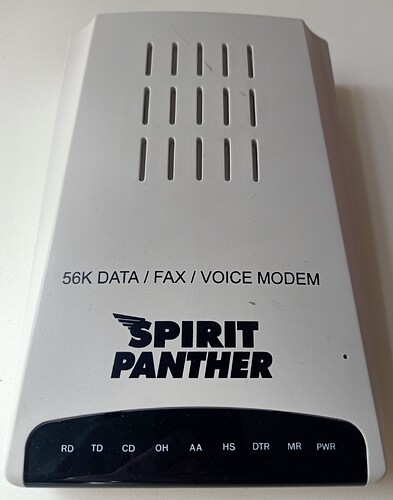 56K DATA / FAX / VOICE MODEM
SPIRIT
PANTHER
RD TD CD OH AA HS DTR MR PWR